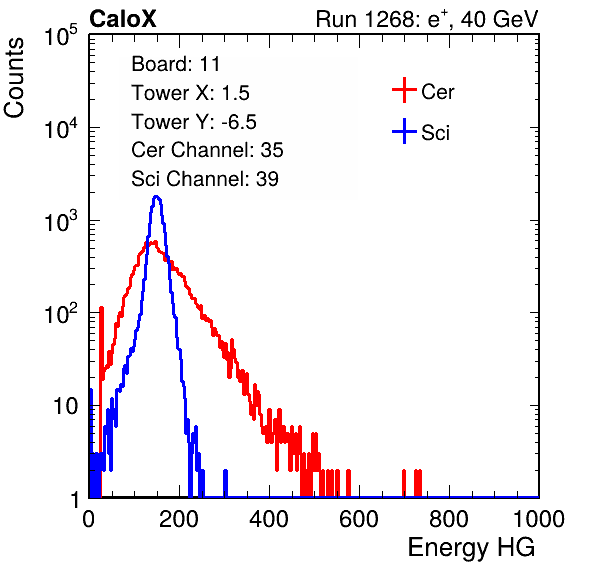 CaloX Run 1268: e⁺, 40 GeV
Board: 11
Tower X: 1.5
Tower Y: -6.5
Cer Channel: 35
Sci Channel: 39
Cer
Sci
Counts
10⁵
10⁴
10³
10²
10
1
0 200 400 600 800 1000
Energy HG